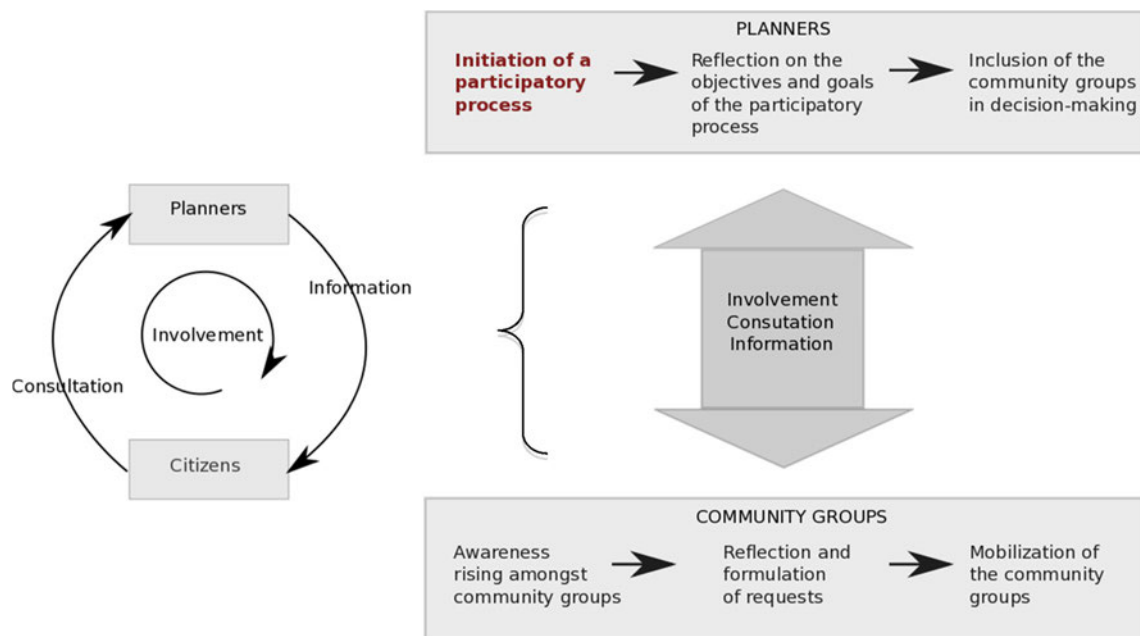 PLANNERS
Initiation of a
participatory
process
Reflection on the
objectives and goals
of the participatory
process
Inclusion of the
community groups
in decision-making
Planners
Information
Involvement
Consultation
Citizens
Involvement
Consutation
Information
COMMUNITY GROUPS
Awareness
rising amongst
community groups
Reflection and
formulation
of requests
Mobilization of
the community
groups